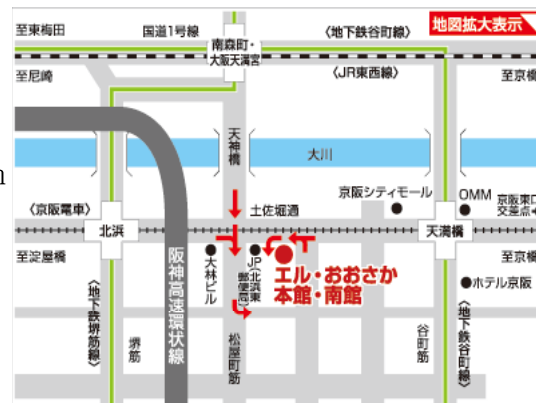 至東梅田
国道1号線
南森町・
大阪天満宮
〈地下鉄谷町線〉
地図拡大表示
至尼崎
〈JR東西線〉
至京橋
天神橋
大川
京阪シティモール
OMM
京阪東口
交差点
〈京阪電車〉
北浜
土佐堀通
天満橋
至淀屋橋
大林ビル
JP(北浜東
郵便局)
エル・おおさか
本館・南館
至京橋
ホテル京阪
〈地下鉄堺筋線〉
堺筋
阪神高速環状線
松屋町筋
谷町筋
〈地下鉄谷町線〉